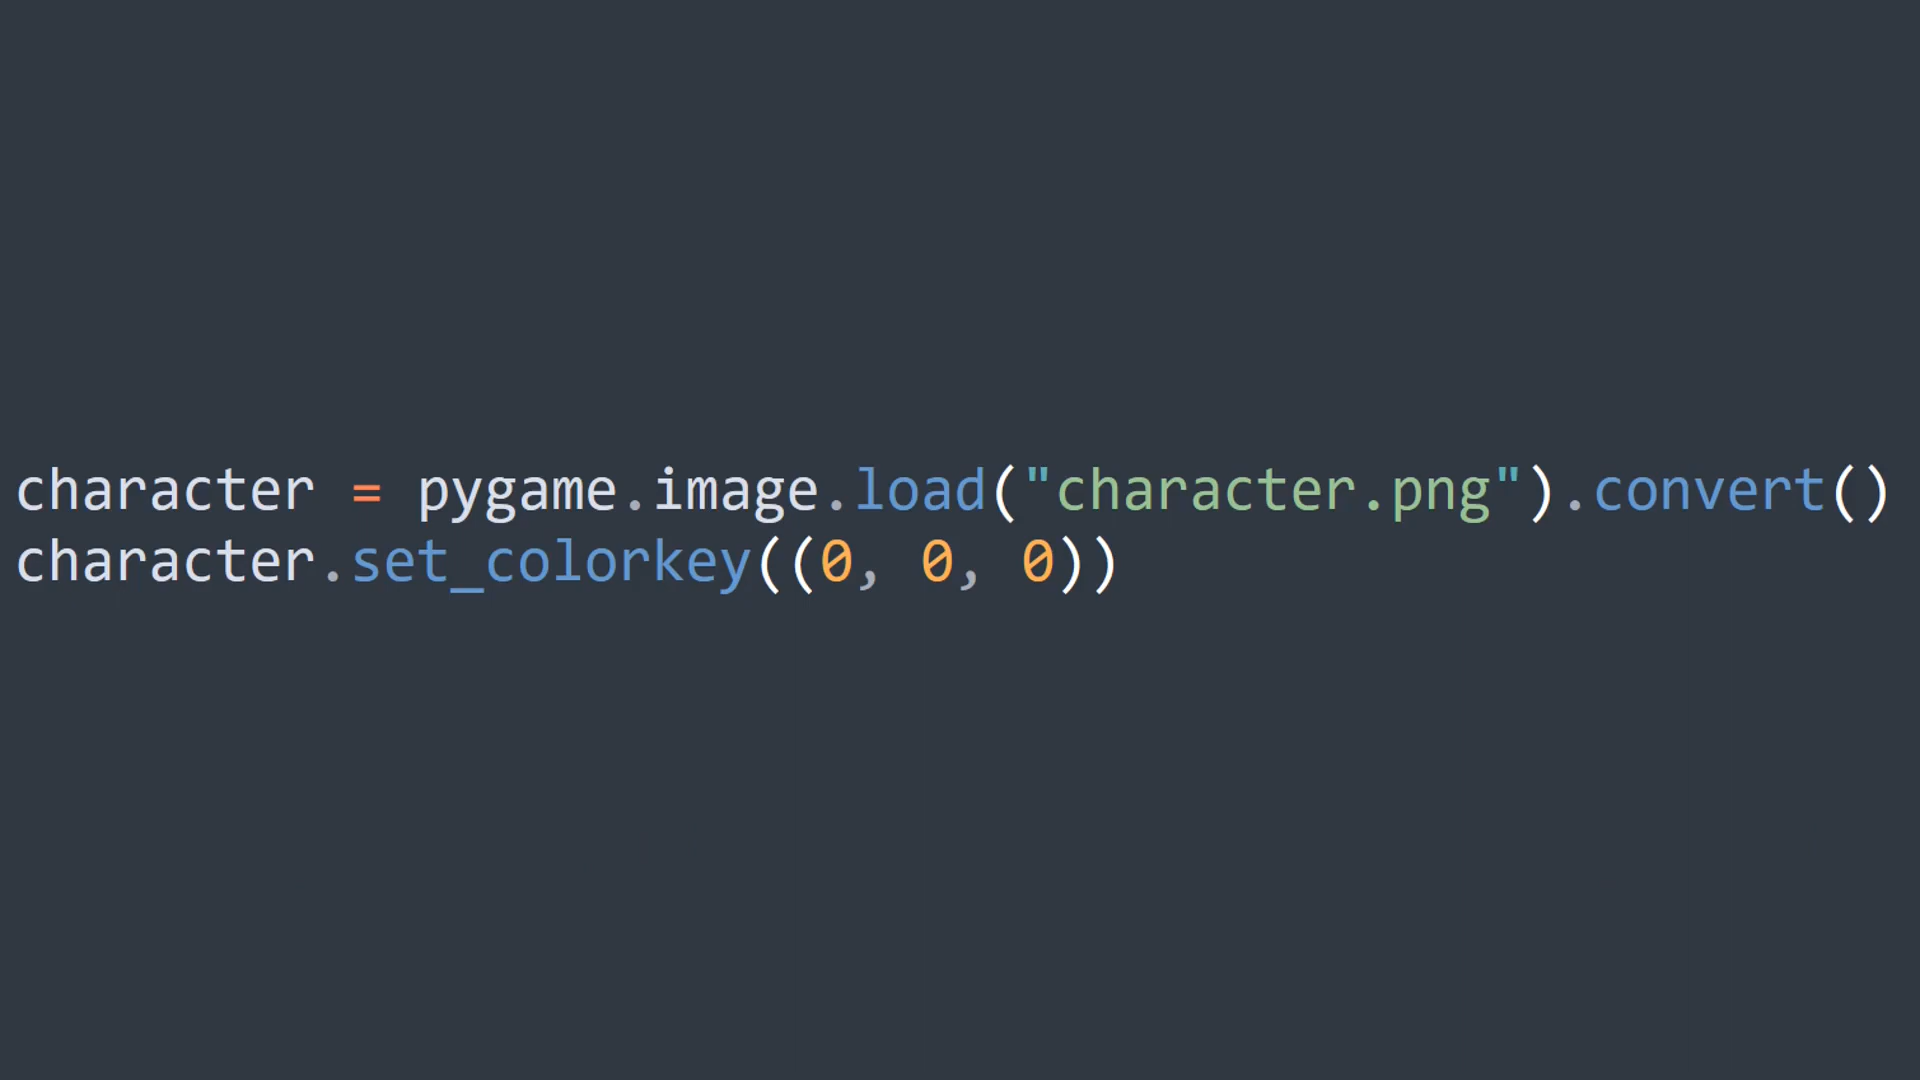 character = pygame.image.load("character.png").convert()
character.set_colorkey((0, 0, 0))